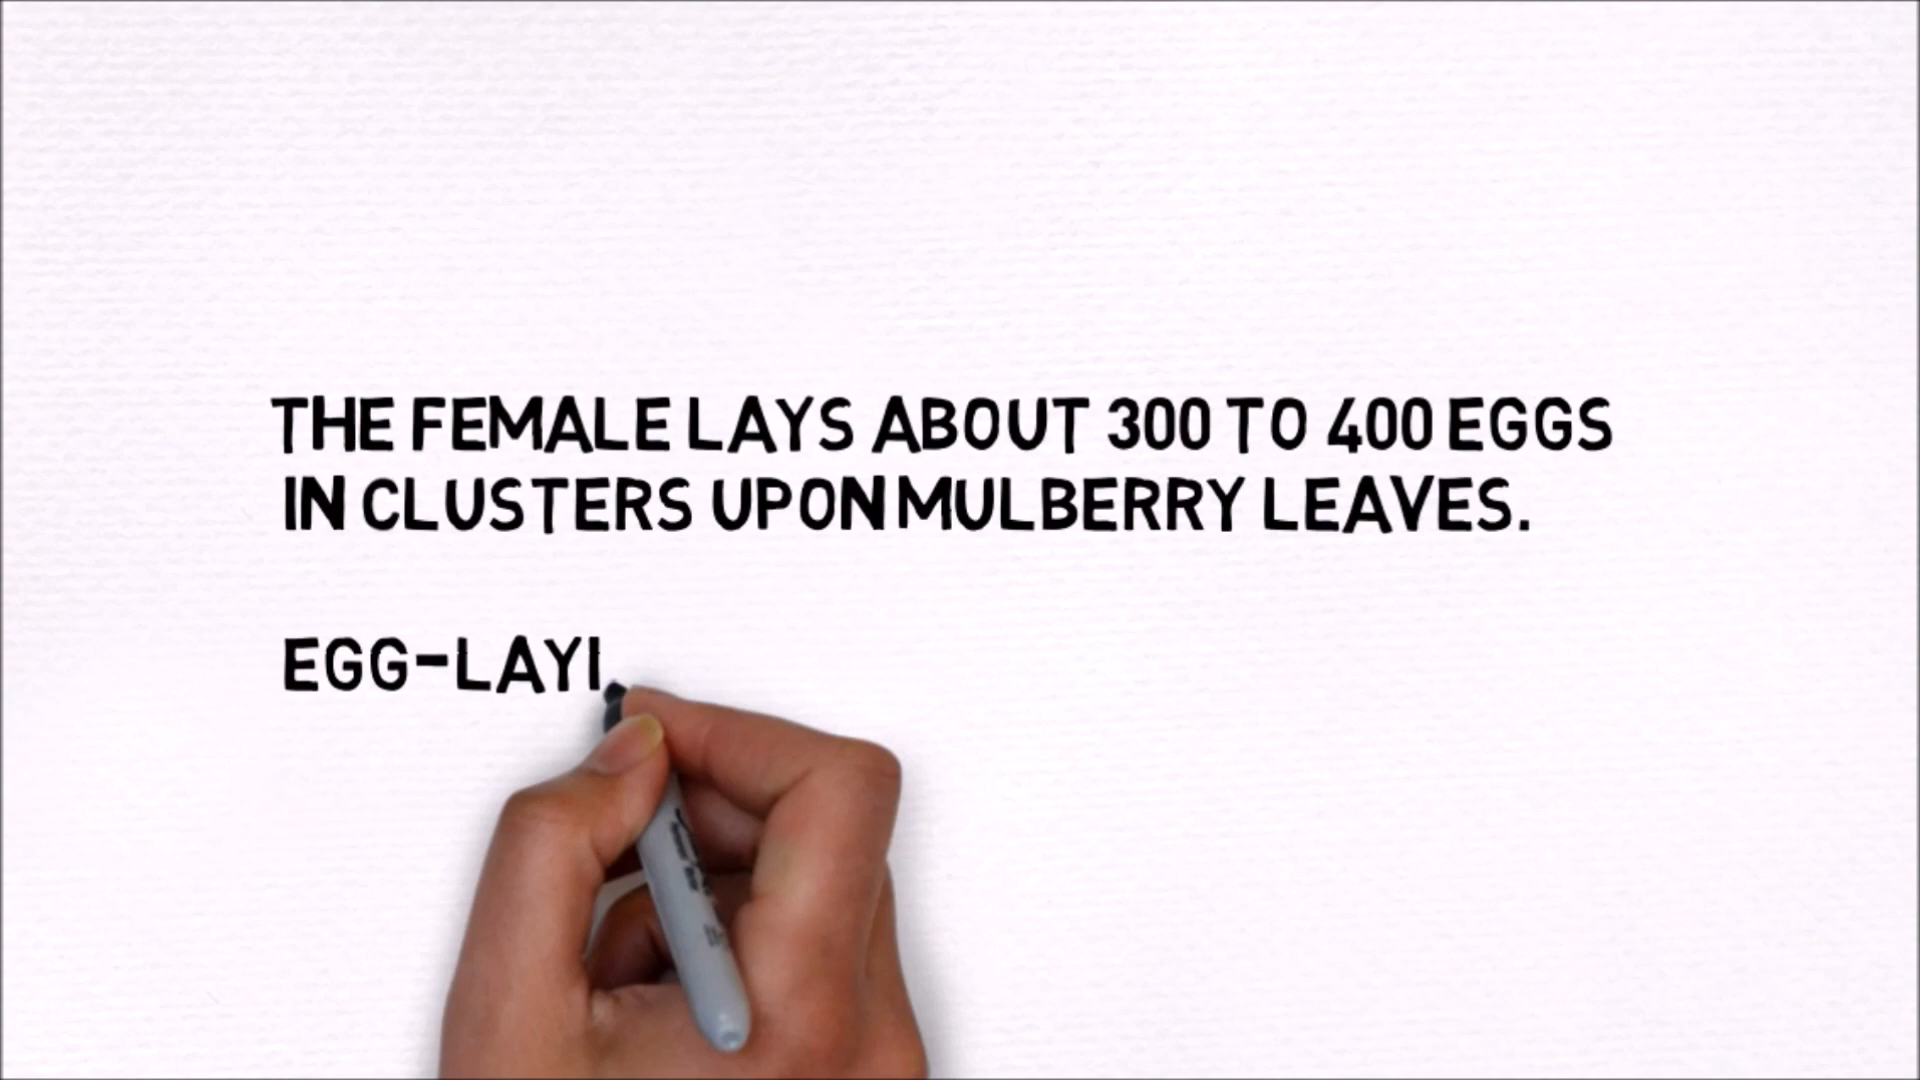 THE FEMALE LAYS ABOUT 300 TO 400 EGGS
IN CLUSTERS UPON MULBERRY LEAVES.
EGG-LAYI